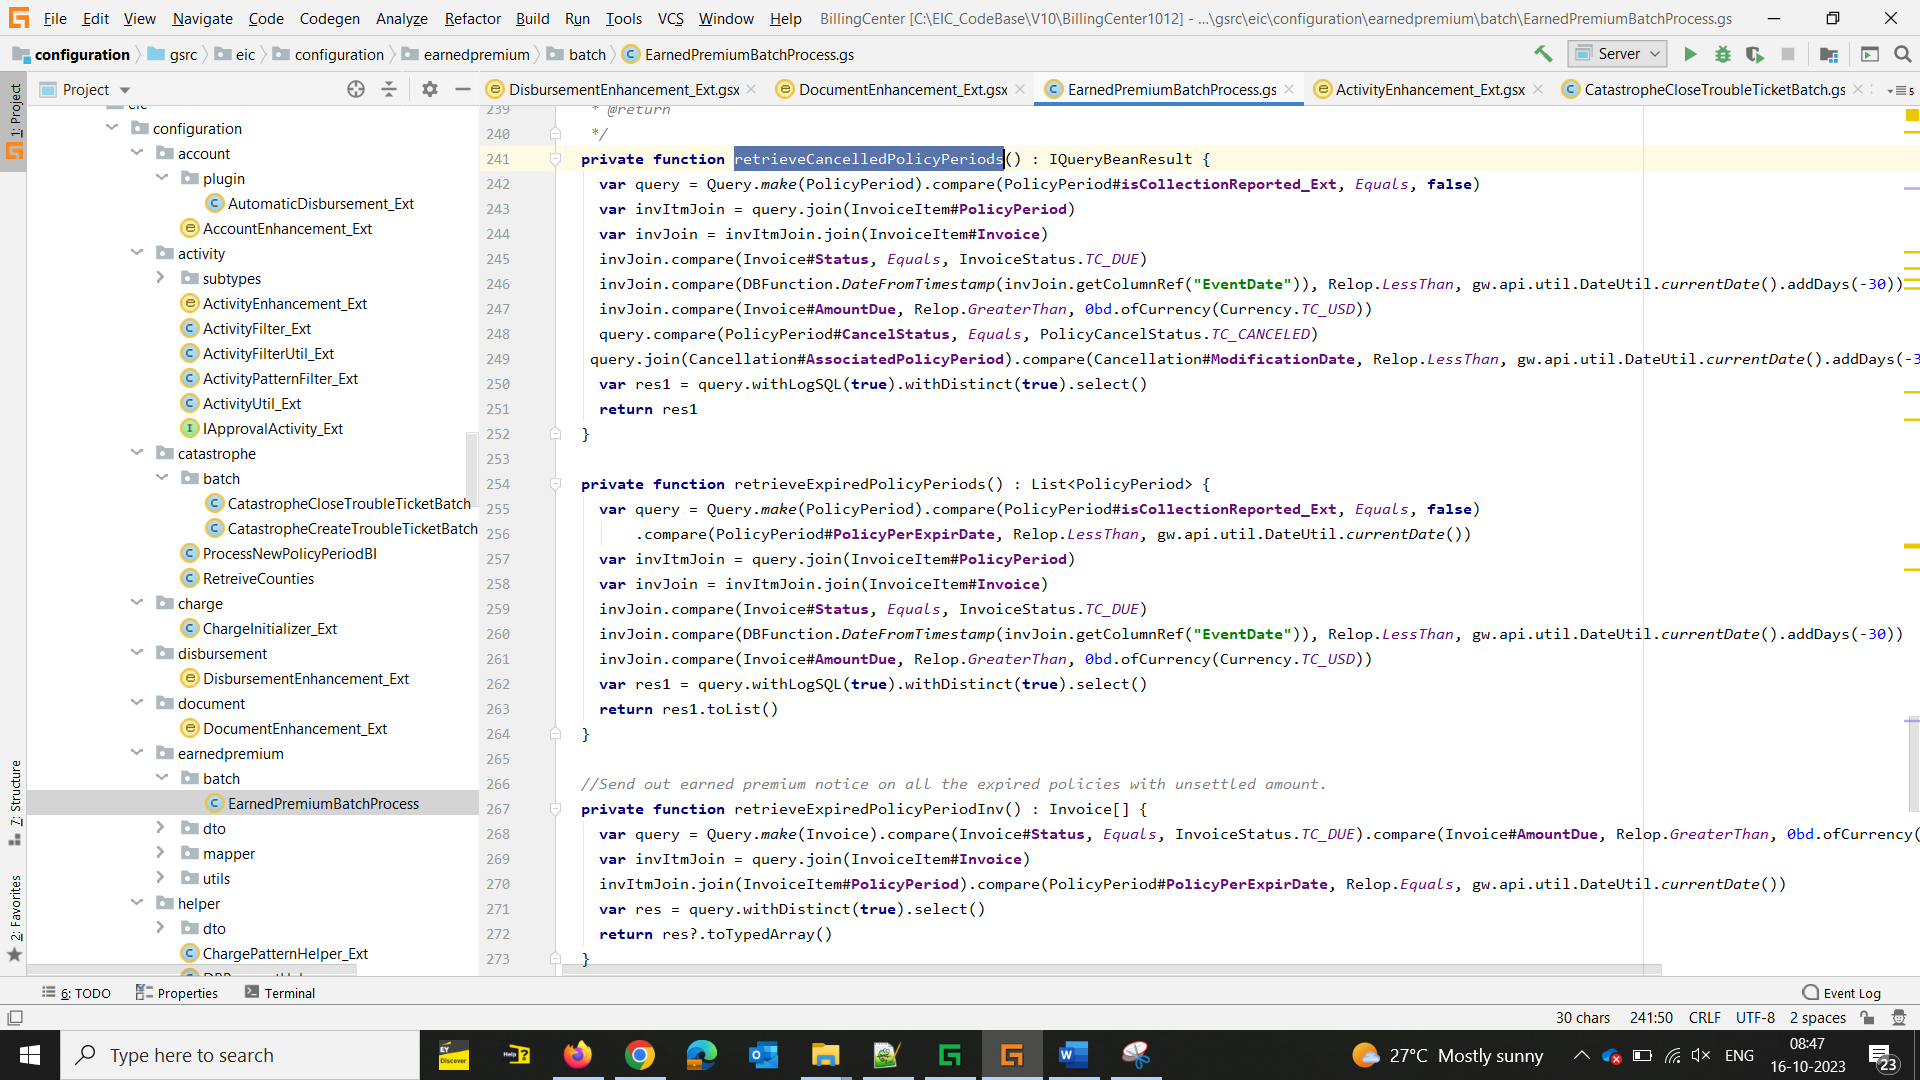 File Edit View Navigate Code Codegen Analyze Refactor Build Run Tools VCS Window Help BillingCenter [C:\EIC_CodeBase\V10\BillingCenter1012] - ...\gsrc\eic\configuration\earnedpremium\batch\EarnedPremiumBatchProcess.gs
configuration gsrc eic configuration earnedpremium batch EarnedPremiumBatchProcess.gs Server
Project DisbursementEnhancement_Ext.gsx DocumentEnhancement_Ext.gsx EarnedPremiumBatchProcess.gs ActivityEnhancement_Ext.gsx CatastropheCloseTroubleTicketBatch.gs 5
1: Project
7: Structure
2: Favorites
eic
configuration
account
plugin
AutomaticDisbursement_Ext
AccountEnhancement_Ext
activity
subtypes
ActivityEnhancement_Ext
ActivityFilter_Ext
ActivityFilterUtil_Ext
ActivityPatternFilter_Ext
ActivityUtil_Ext
IApprovalActivity_Ext
catastrophe
batch
CatastropheCloseTroubleTicketBatch
CatastropheCreateTroubleTicketBatch
ProcessNewPolicyPeriodBI
RetreiveCounties
charge
ChargeInitializer_Ext
disbursement
DisbursementEnhancement_Ext
document
DocumentEnhancement_Ext
earnedpremium
batch
EarnedPremiumBatchProcess
dto
mapper
utils
helper
dto
ChargePatternHelper_Ext
239 * @return
240 */
241 private function retrieveCancelledPolicyPeriods() : IQueryBeanResult {
242 var query = Query.make(PolicyPeriod).compare(PolicyPeriod#isCollectionReported_Ext, Equals, false)
243 var invItmJoin = query.join(InvoiceItem#PolicyPeriod)
244 var invJoin = invItmJoin.join(InvoiceItem#Invoice)
245 invJoin.compare(Invoice#Status, Equals, InvoiceStatus.TC_DUE)
246 invJoin.compare(DBFunction.DateFromTimestamp(invJoin.getColumnRef("EventDate")), Relop.LessThan, gw.api.util.DateUtil.currentDate().addDays(-30))
247 invJoin.compare(Invoice#AmountDue, Relop.GreaterThan, 0bd.ofCurrency(Currency.TC_USD))
248 query.compare(PolicyPeriod#CancelStatus, Equals, PolicyCancelStatus.TC_CANCELED)
249 query.join(Cancellation#AssociatedPolicyPeriod).compare(Cancellation#ModificationDate, Relop.LessThan, gw.api.util.DateUtil.currentDate().addDays(-3
250 var res1 = query.withLogSQL(true).withDistinct(true).select()
251 return res1
252 }
253
254 private function retrieveExpiredPolicyPeriods() : List<PolicyPeriod> {
255 var query = Query.make(PolicyPeriod).compare(PolicyPeriod#isCollectionReported_Ext, Equals, false)
256 .compare(PolicyPeriod#PolicyPerExpirDate, Relop.LessThan, gw.api.util.DateUtil.currentDate())
257 var invItmJoin = query.join(InvoiceItem#PolicyPeriod)
258 var invJoin = invItmJoin.join(InvoiceItem#Invoice)
259 invJoin.compare(Invoice#Status, Equals, InvoiceStatus.TC_DUE)
260 invJoin.compare(DBFunction.DateFromTimestamp(invJoin.getColumnRef("EventDate")), Relop.LessThan, gw.api.util.DateUtil.currentDate().addDays(-30))
261 invJoin.compare(Invoice#AmountDue, Relop.GreaterThan, 0bd.ofCurrency(Currency.TC_USD))
262 var res1 = query.withLogSQL(true).withDistinct(true).select()
263 return res1.toList()
264 }
265
266 //Send out earned premium notice on all the expired policies with unsettled amount.
267 private function retrieveExpiredPolicyPeriodInv() : Invoice[] {
268 var query = Query.make(Invoice).compare(Invoice#Status, Equals, InvoiceStatus.TC_DUE).compare(Invoice#AmountDue, Relop.GreaterThan, 0bd.ofCurrency(
269 var invItmJoin = query.join(InvoiceItem#Invoice)
270 invItmJoin.join(InvoiceItem#PolicyPeriod).compare(PolicyPeriod#PolicyPerExpirDate, Relop.Equals, gw.api.util.DateUtil.currentDate())
271 var res = query.withDistinct(true).select()
272 return res?.toTypedArray()
273 }
6: TODO Properties Terminal Event Log
30 chars 241:50 CRLF UTF-8 2 spaces
Type here to search EY Discover Help? 27°C Mostly sunny ENG 08:47
16-10-2023 23